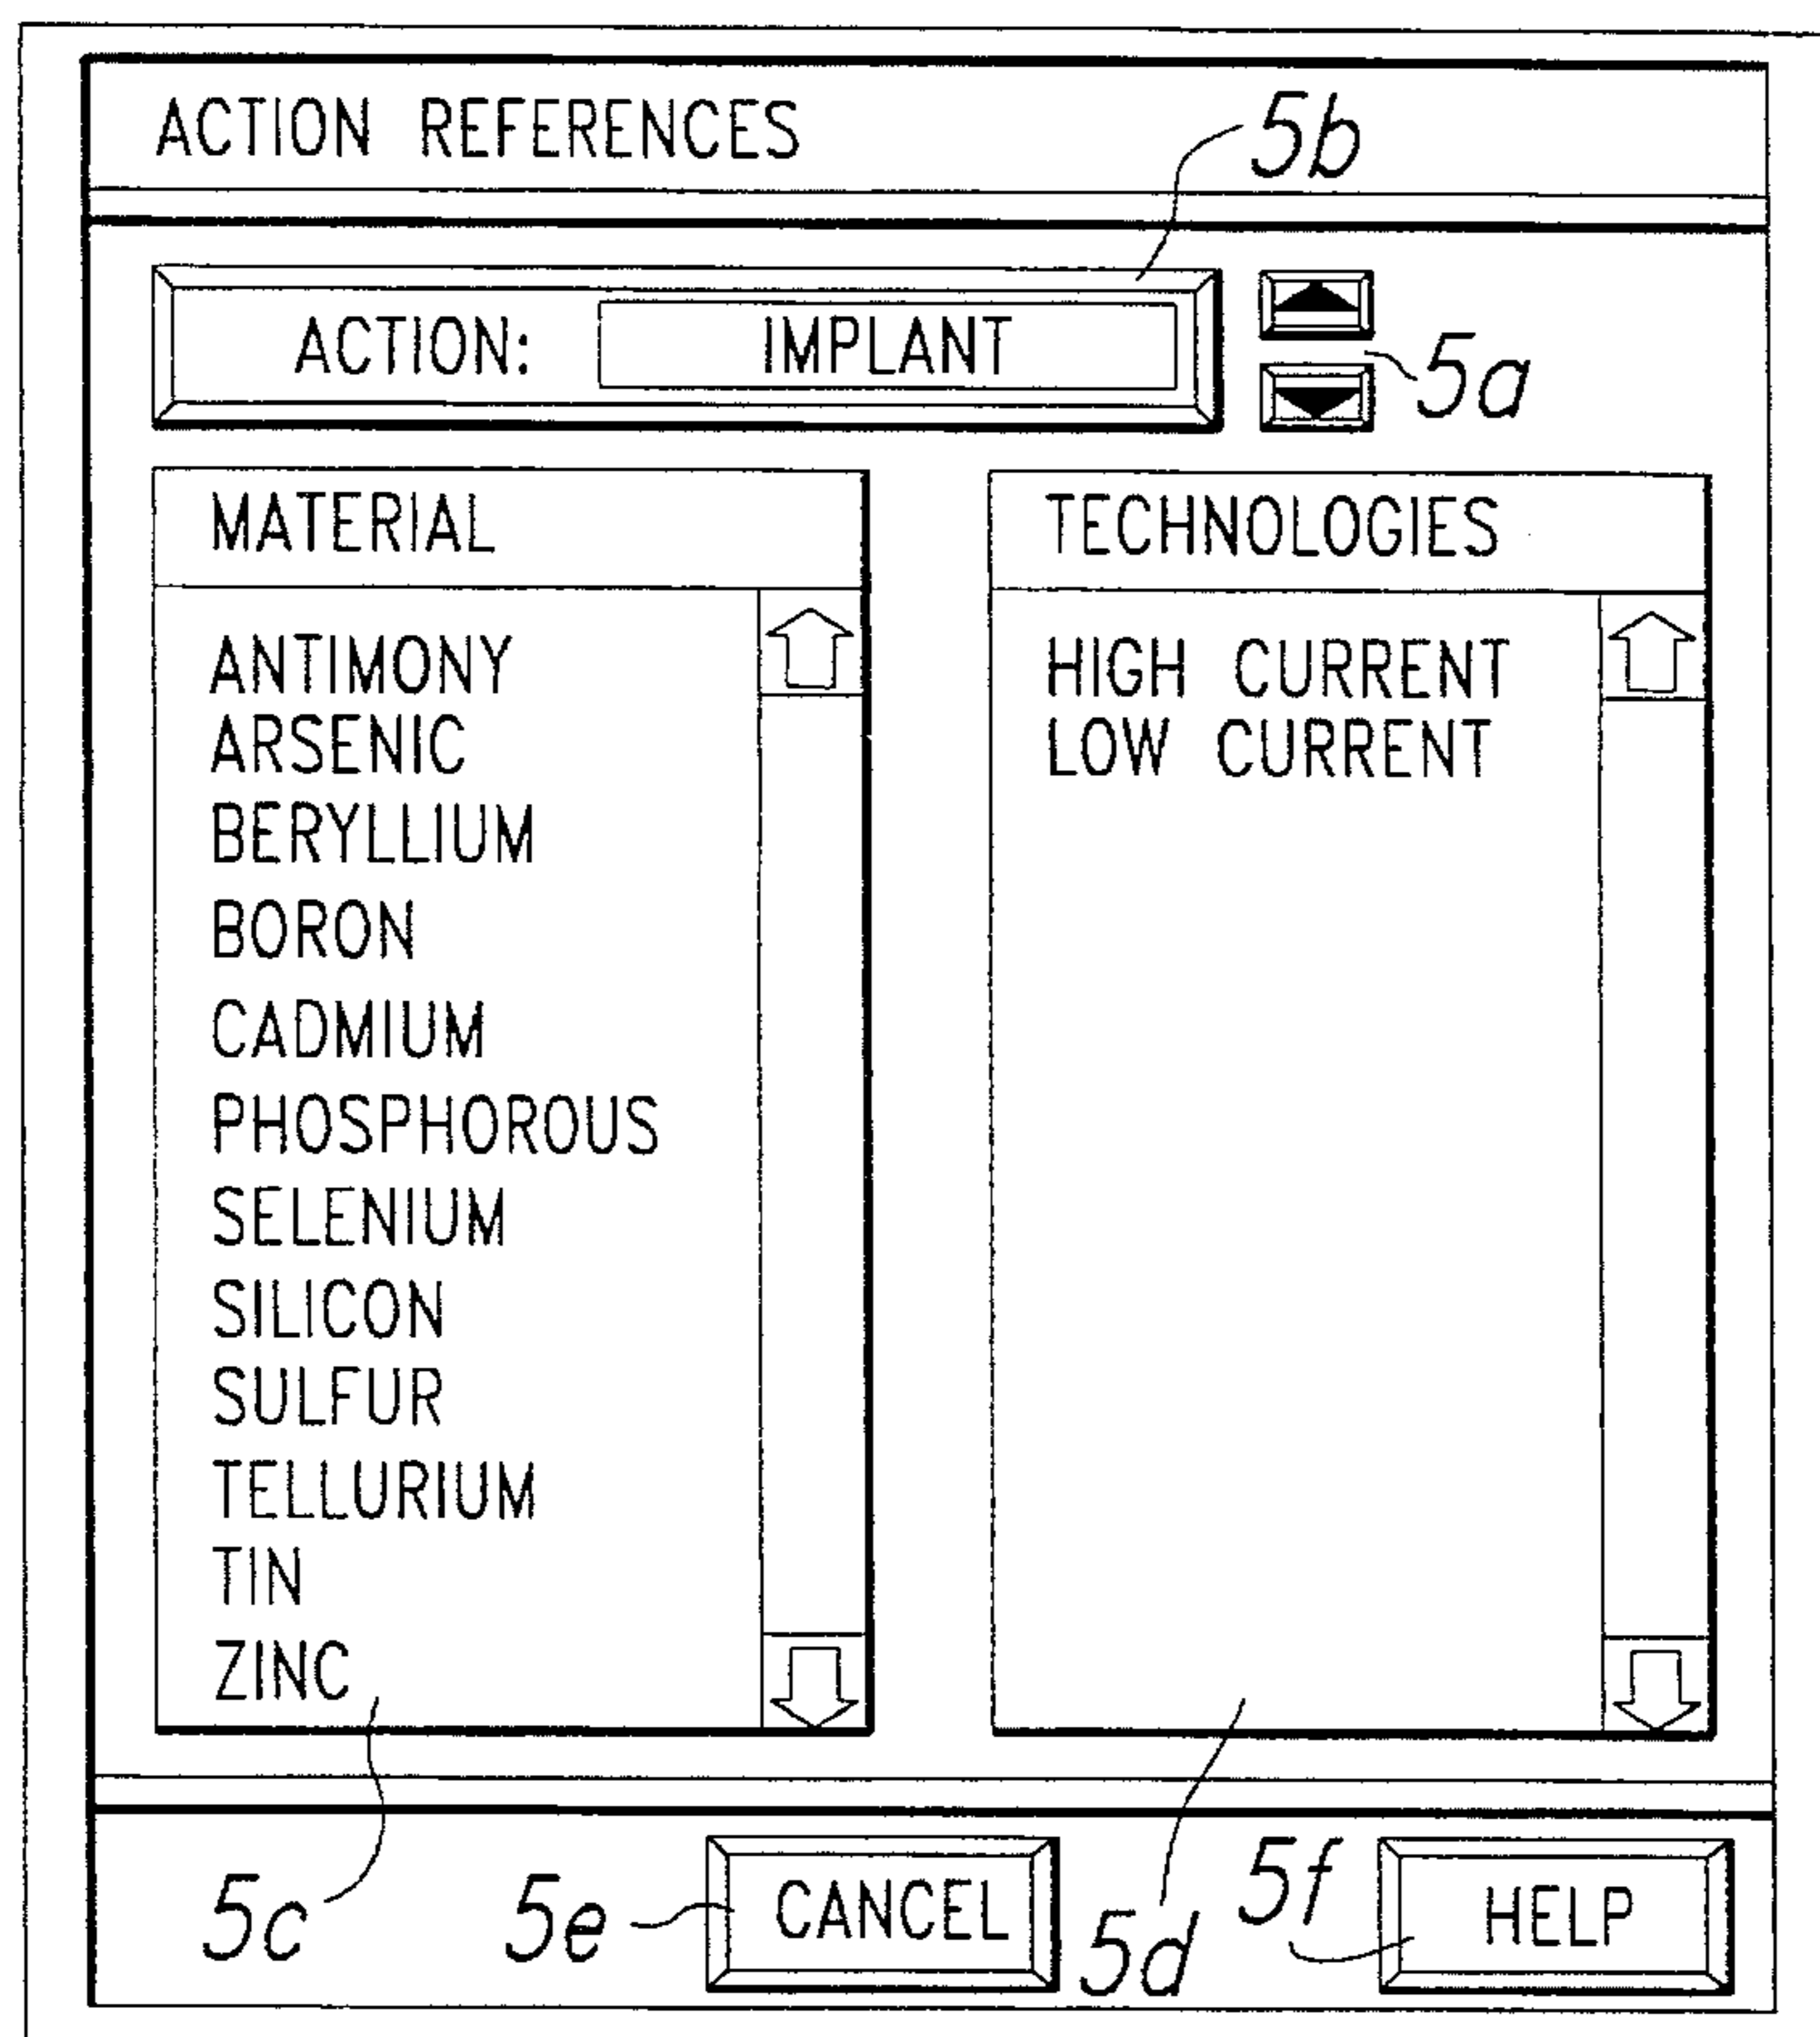 ACTION REFERENCES
5b
ACTION: IMPLANT
5a
MATERIAL
ANTIMONY
ARSENIC
BERYLLIUM
BORON
CADMIUM
PHOSPHOROUS
SELENIUM
SILICON
SULFUR
TELLURIUM
TIN
ZINC
TECHNOLOGIES
HIGH CURRENT
LOW CURRENT
5c
5e
CANCEL
5d
5f
HELP